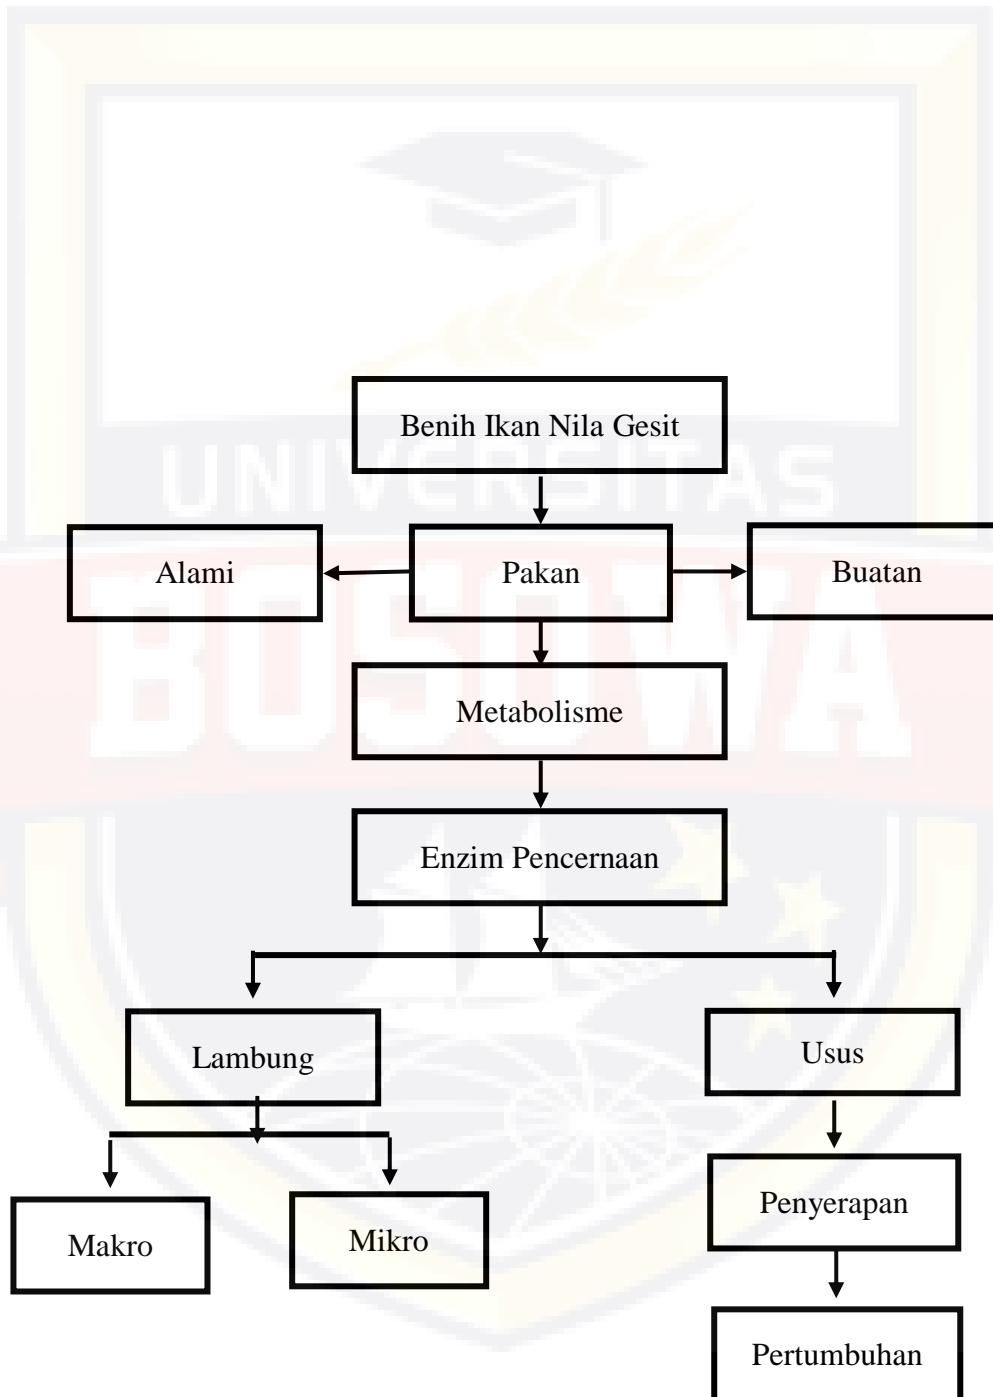 Benih Ikan Nila Gesit
UNIVERSITAS
Alami
Pakan
Buatan
BOSOWA
Metabolisme
Enzim Pencernaan
Lambung
Usus
Makro
Mikro
Penyerapan
Pertumbuhan